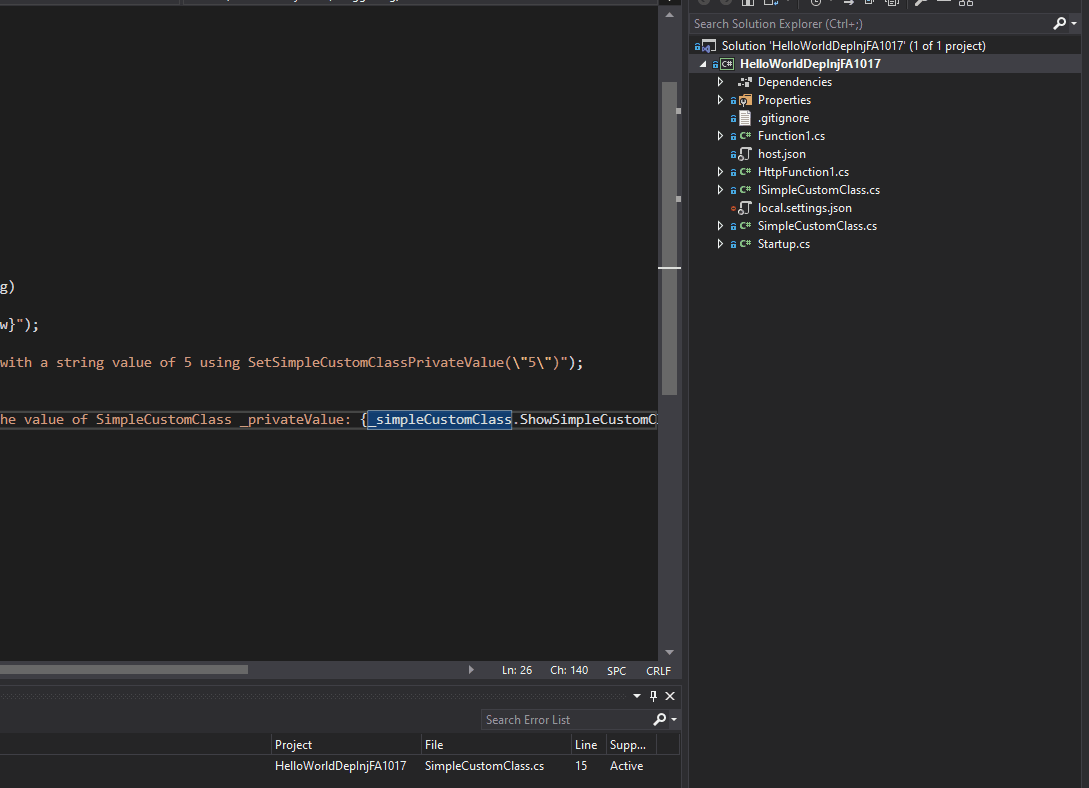 Search Solution Explorer (Ctrl+;)
Solution 'HelloWorldDepInjFA1017' (1 of 1 project)
C# HelloWorldDepInjFA1017
Dependencies
Properties
.gitignore
C# Function1.cs
host.json
C# HttpFunction1.cs
C# ISimpleCustomClass.cs
local.settings.json
C# SimpleCustomClass.cs
C# Startup.cs
g)
w}");
with a string value of 5 using SetSimpleCustomClassPrivateValue(\"5\")");
he value of SimpleCustomClass _privateValue: {_simpleCustomClass.ShowSimpleCustomC
Ln: 26 Ch: 140 SPC CRLF
Search Error List
Project File Line Supp...
HelloWorldDepInjFA1017 SimpleCustomClass.cs 15 Active